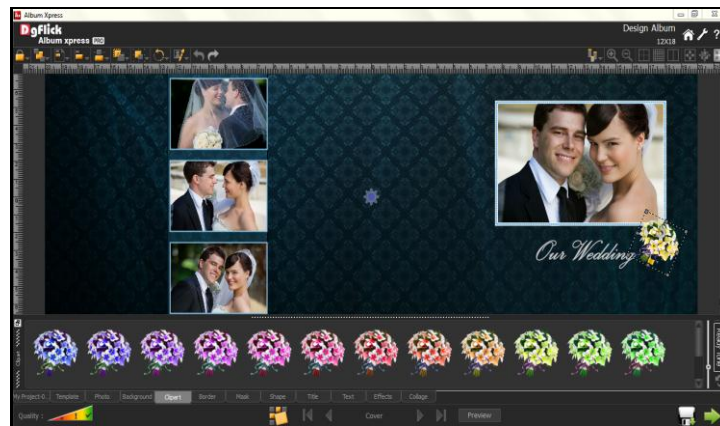 Album Xpress
DgFlick
Album xpress PRO
Design Album
12X18
?
Our Wedding
Clipart
My Project-0
Template
Photo
Background
Clipart
Border
Mask
Shape
Title
Text
Effects
Collage
Quality :
!
Cover
Preview